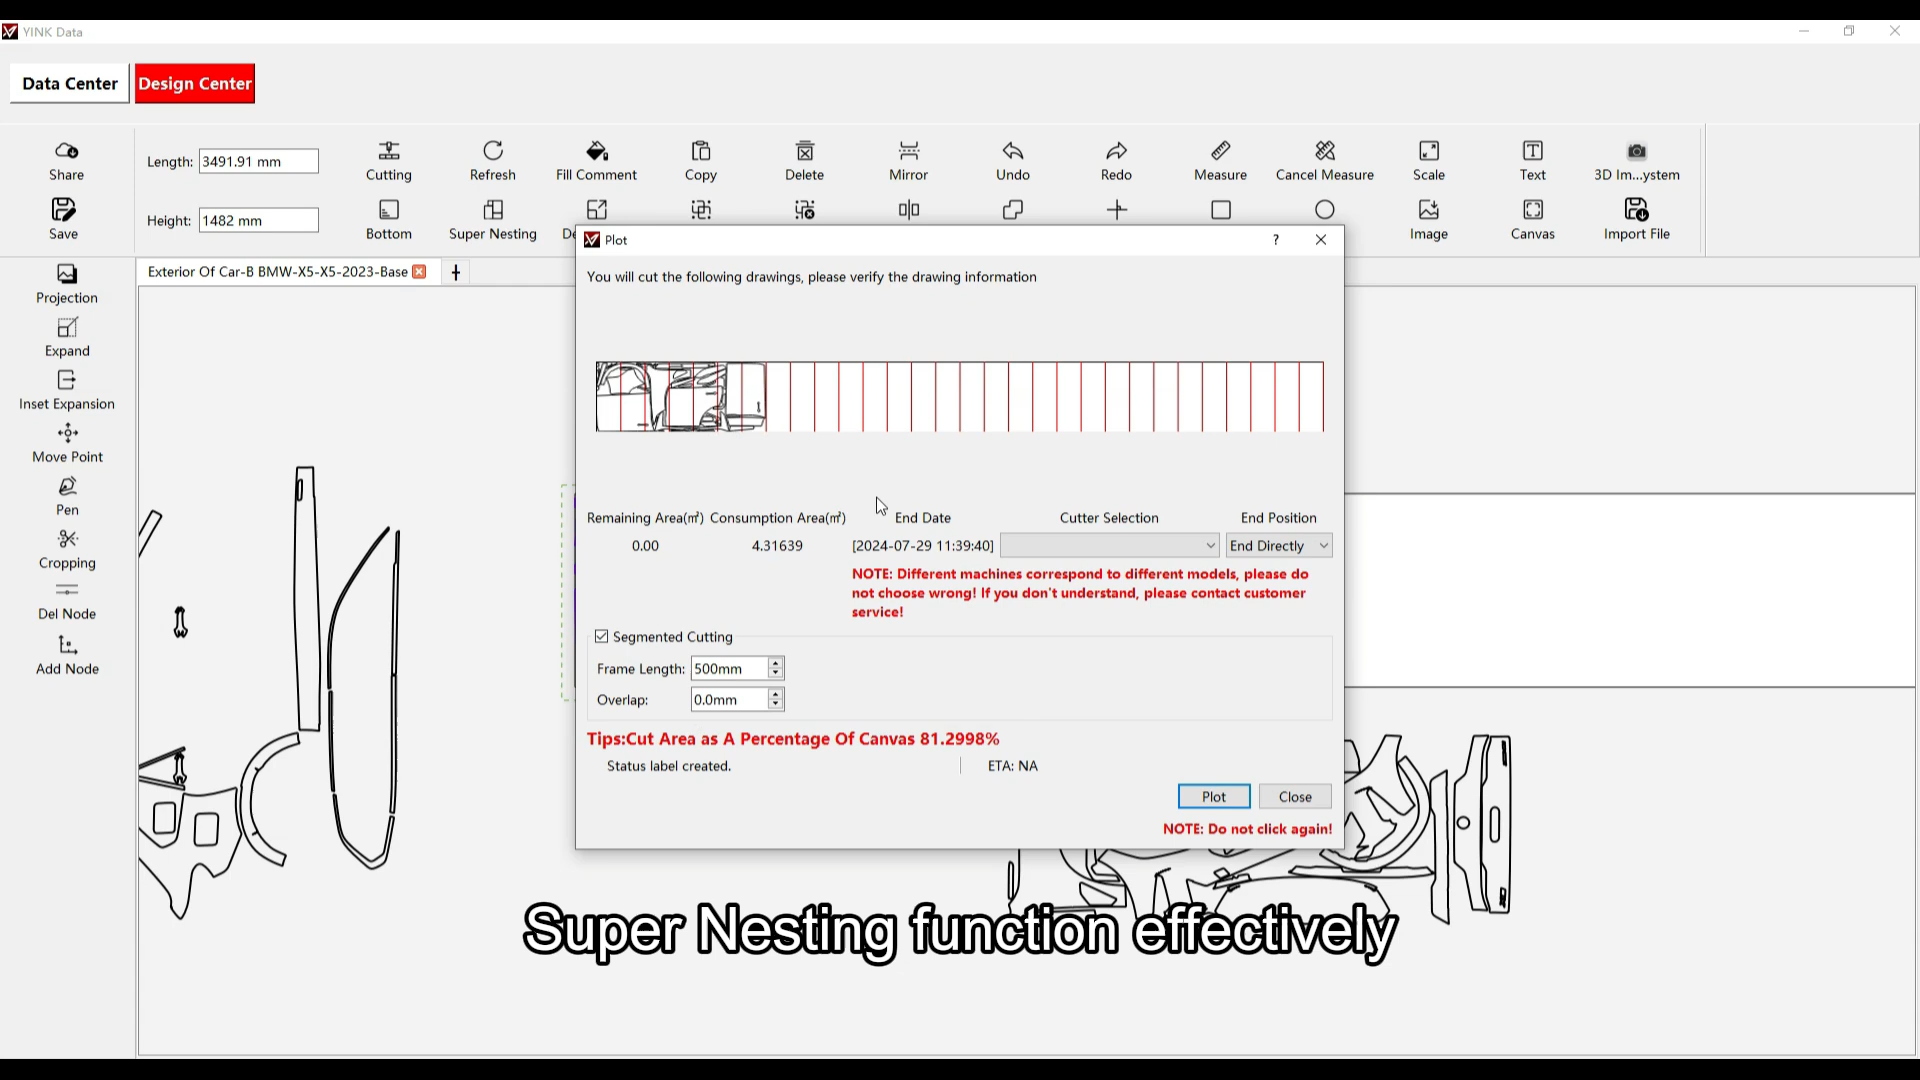 YINK Data
Data Center
Design Center
Share
Length: 3491.91 mm
Cutting
Refresh
Fill Comment
Copy
Delete
Mirror
Undo
Redo
Measure
Cancel Measure
Scale
Text
3D Im...ystem
Save
Height: 1482 mm
Bottom
Super Nesting
Image
Canvas
Import File
Exterior Of Car-B BMW-X5-X5-2023-Base
Projection
Expand
Inset Expansion
Move Point
Pen
Cropping
Del Node
Add Node
Plot
?
You will cut the following drawings, please verify the drawing information
Remaining Area(㎡) Consumption Area(㎡) End Date Cutter Selection End Position
0.00 4.31639 [2024-07-29 11:39:40] End Directly
NOTE: Different machines correspond to different models, please do
not choose wrong! If you don't understand, please contact customer
service!
Segmented Cutting
Frame Length: 500mm
Overlap: 0.0mm
Tips:Cut Area as A Percentage Of Canvas 81.2998%
Status label created. ETA: NA
Plot Close
NOTE: Do not click again!
Super Nesting function effectively